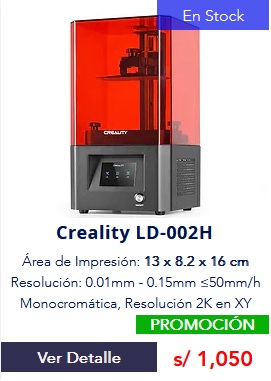 En Stock
CREALITY
Creality LD-002H
Área de Impresión: 13 x 8.2 x 16 cm
Resolución: 0.01mm - 0.15mm ≤50mm/h
Monocromática, Resolución 2K en XY
PROMOCIÓN
Ver Detalle s/ 1,050